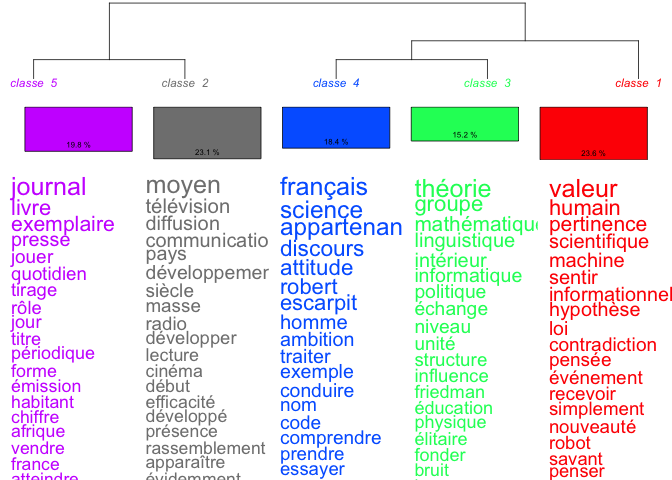 classe 5
classe 2
classe 4
classe 3
classe 1
19.8 %
23.1 %
18.4 %
15.2 %
23.6 %
journal
livre
exemplaire
presse
jouer
quotidien
tirage
rôle
jour
titre
périodique
forme
émission
habitant
chiffre
afrique
vendre
france
atteindre
moyen
télévision
diffusion
communicatio
pays
développemer
siècle
masse
radio
développer
lecture
cinéma
début
efficacité
développé
présence
rassemblement
apparaître
évidemment
français
science
appartenan
discours
attitude
robert
escarpit
homme
ambition
traiter
exemple
conduire
nom
code
comprendre
prendre
essayer
théorie
groupe
mathématiqu
linguistique
intérieur
informatique
politique
échange
niveau
unité
structure
influence
friedman
éducation
physique
élitaire
fonder
bruit
valeur
humain
pertinence
scientifique
machine
sentir
informationnel
hypothèse
loi
contradiction
pensée
événement
recevoir
simplement
nouveauté
robot
savant
penser